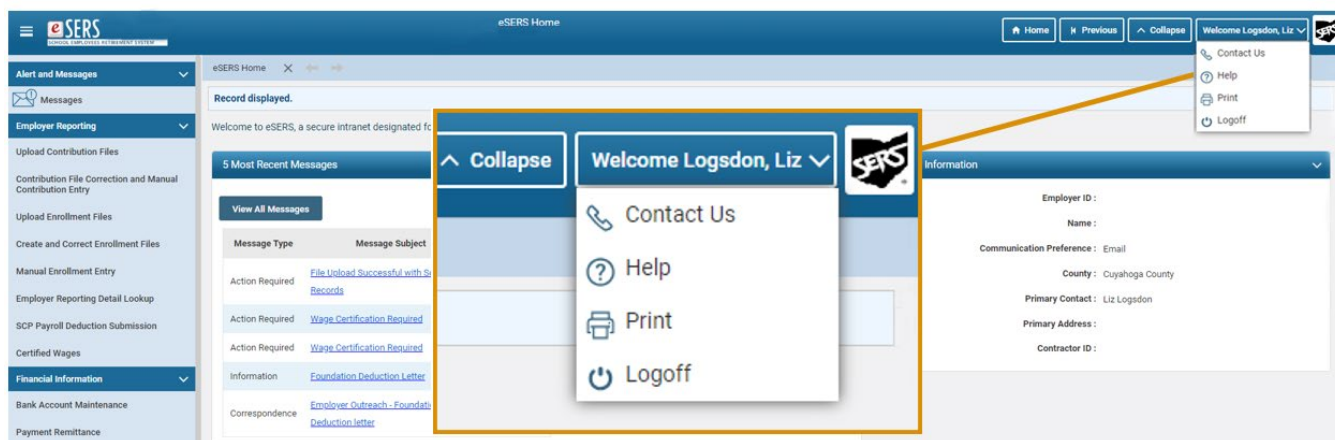 eSERS
SCHOOL EMPLOYEES RETIREMENT SYSTEM
eSERS Home
Home
Previous
Collapse
Welcome Logsdon, Liz
SERS
Contact Us
Help
Print
Logoff
Alert and Messages
Messages
Employer Reporting
Upload Contribution Files
Contribution File Correction and Manual
Contribution Entry
Upload Enrollment Files
Create and Correct Enrollment Files
Manual Enrollment Entry
Employer Reporting Detail Lookup
SCP Payroll Deduction Submission
Certified Wages
Financial Information
Bank Account Maintenance
Payment Remittance
eSERS Home X
Record displayed.
Welcome to eSERS, a secure intranet designated fo
5 Most Recent Messages
View All Messages
Message Type Message Subject
Action Required File Upload Successful with S
Records
Action Required Wage Certification Required
Action Required Wage Certification Required
Information Foundation Deduction Letter
Correspondence Employer Outreach - Foundati
Deduction letter
Collapse
Welcome Logsdon, Liz
SERS
Contact Us
Help
Print
Logoff
Information
Employer ID :
Name :
Communication Preference : Email
County : Cuyahoga County
Primary Contact : Liz Logsdon
Primary Address :
Contractor ID :